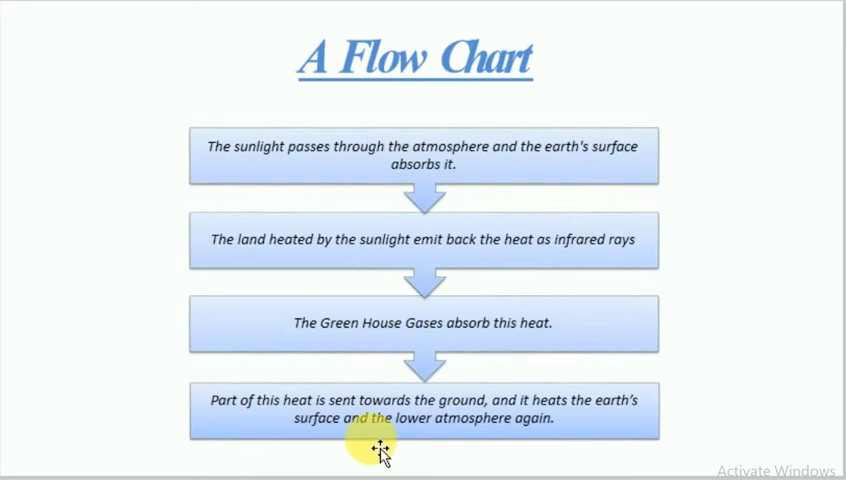 A Flow Chart
The sunlight passes through the atmosphere and the earth's surface
absorbs it.
The land heated by the sunlight emit back the heat as infrared rays
The Green House Gases absorb this heat.
Part of this heat is sent towards the ground, and it heats the earth’s
surface and the lower atmosphere again.
Activate Windows